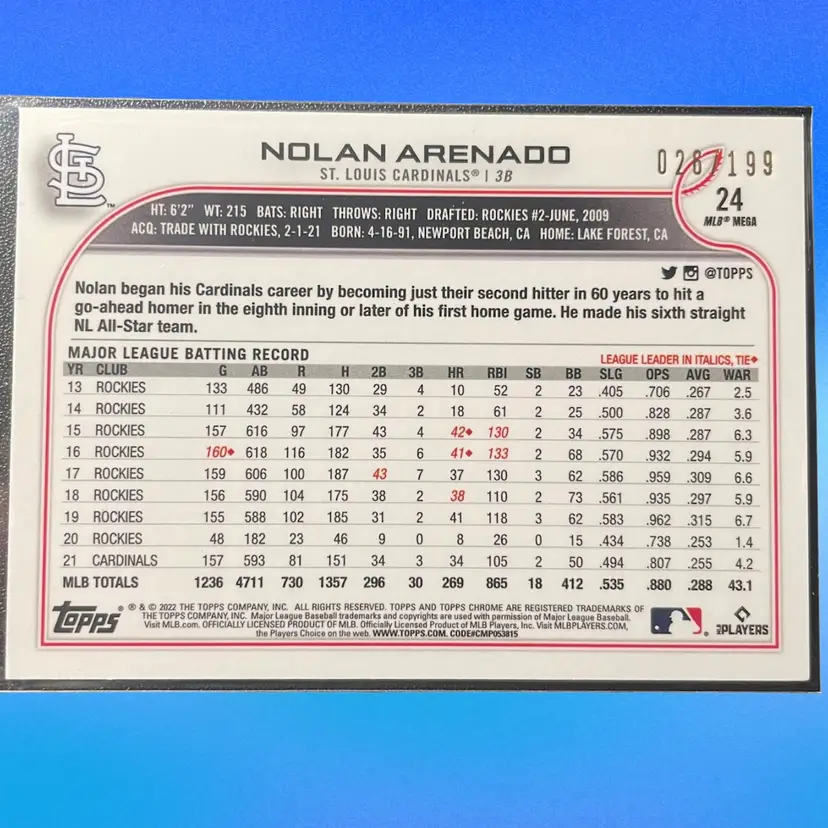 NOLAN ARENADO
ST. LOUIS CARDINALS® | 3B
028/199
24
MLB® MEGA
STL™
HT: 6'2" WT: 215 BATS: RIGHT THROWS: RIGHT DRAFTED: ROCKIES #2-JUNE, 2009
ACQ: TRADE WITH ROCKIES, 2-1-21 BORN: 4-16-91, NEWPORT BEACH, CA HOME: LAKE FOREST, CA
@TOPPS
Nolan began his Cardinals career by becoming just their second hitter in 60 years to hit a
go-ahead homer in the eighth inning or later of his first home game. He made his sixth straight
NL All-Star team.
MAJOR LEAGUE BATTING RECORD LEAGUE LEADER IN ITALICS, TIE◆
YR CLUB G AB R H 2B 3B HR RBI SB BB SLG OPS AVG WAR
13 ROCKIES 133 486 49 130 29 4 10 52 2 23 .405 .706 .267 2.5
14 ROCKIES 111 432 58 124 34 2 18 61 2 25 .500 .828 .287 3.6
15 ROCKIES 157 616 97 177 43 4 42◆ 130 2 34 .575 .898 .287 6.3
16 ROCKIES 160◆ 618 116 182 35 6 41◆ 133 2 68 .570 .932 .294 5.9
17 ROCKIES 159 606 100 187 43 7 37 130 3 62 .586 .959 .309 6.6
18 ROCKIES 156 590 104 175 38 2 38 110 2 73 .561 .935 .297 5.9
19 ROCKIES 155 588 102 185 31 2 41 118 3 62 .583 .962 .315 6.7
20 ROCKIES 48 182 23 46 9 0 8 26 0 15 .434 .738 .253 1.4
21 CARDINALS 157 593 81 151 34 3 34 105 2 50 .494 .807 .255 4.2
MLB TOTALS 1236 4711 730 1357 296 30 269 865 18 412 .535 .880 .288 43.1
Topps®
® & © 2022 THE TOPPS COMPANY, INC. ALL RIGHTS RESERVED. TOPPS AND TOPPS CHROME ARE REGISTERED TRADEMARKS OF
THE TOPPS COMPANY, INC. Major League Baseball trademarks and copyrights are used with permission of Major League Baseball.
Visit MLB.com. OFFICIALLY LICENSED PRODUCT OF MLB. Officially Licensed Product of MLB Players, Inc. Visit MLBPLAYERS.COM,
the Players Choice on the web. WWW.TOPPS.COM. CODE#CMP053815
MLB PLAYERS